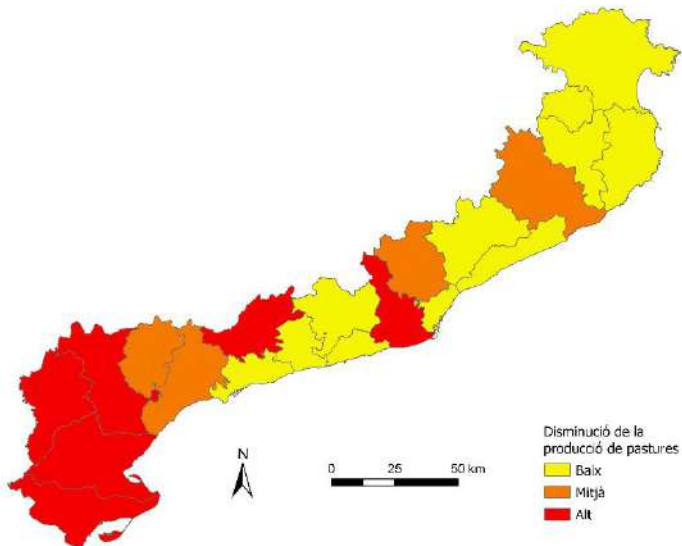 N
0 25 50 km
Disminució de la
producció de pastures
Baix
Mitjà
Alt